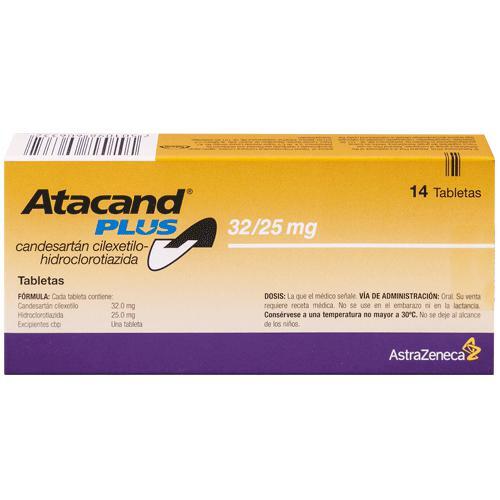 Atacand®
PLUS
32/25 mg
14 Tabletas
candesartán cilexetilo-
hidroclorotiazida
Tabletas
FÓRMULA: Cada tableta contiene:
Candesartán cilexetilo 32.0 mg
Hidroclorotiazida 25.0 mg
Excipientes cbp Una tableta
DOSIS: La que el médico señale. VÍA DE ADMINISTRACIÓN: Oral. Su venta
requiere receta médica. No se use en el embarazo ni en la lactancia.
Consérvese a una temperatura no mayor a 30ºC. No se deje al alcance
de los niños.
AstraZeneca